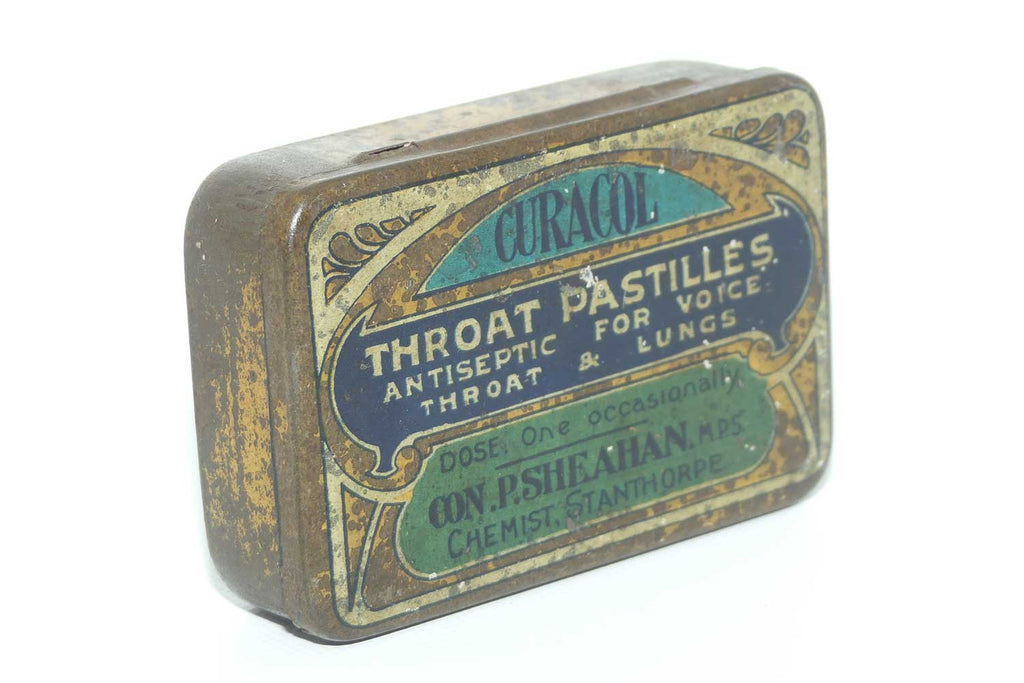 CURACOL
THROAT PASTILLES
ANTISEPTIC FOR VOICE
THROAT & LUNGS
DOSE, One occasionally,
CON. P. SHEAHAN. M.P.S.
CHEMIST, STANTHORPE